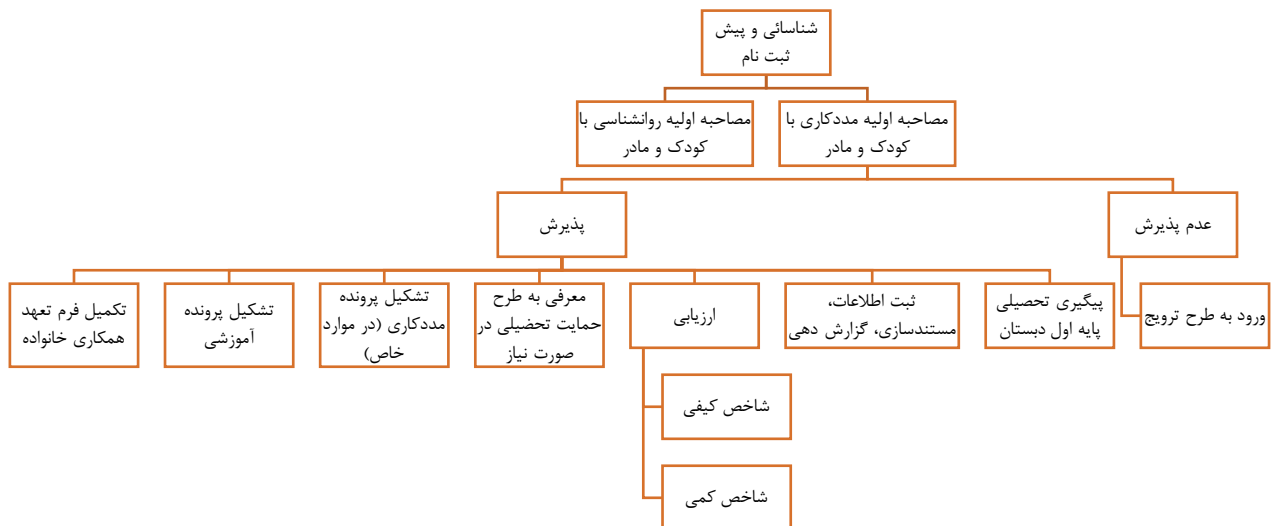 شناسائی و پیش
ثبت نام
مصاحبه اولیه مددکاری با
کودک و مادر
مصاحبه اولیه روانشناسی با
کودک و مادر
عدم پذیرش
پذیرش
ورود به طرح ترویج
پیگیری تحصیلی
پایه اول دبستان
ثبت اطلاعات،
مستندسازی، گزارش دهی
ارزیابی
معرفی به طرح
حمایت تحضیلی در
صورت نیاز
تشکیل پرونده
مددکاری (در موارد
خاص)
تشکیل پرونده
آموزشی
تکمیل فرم تعهد
همکاری خانواده
شاخص کیفی
شاخص کمی